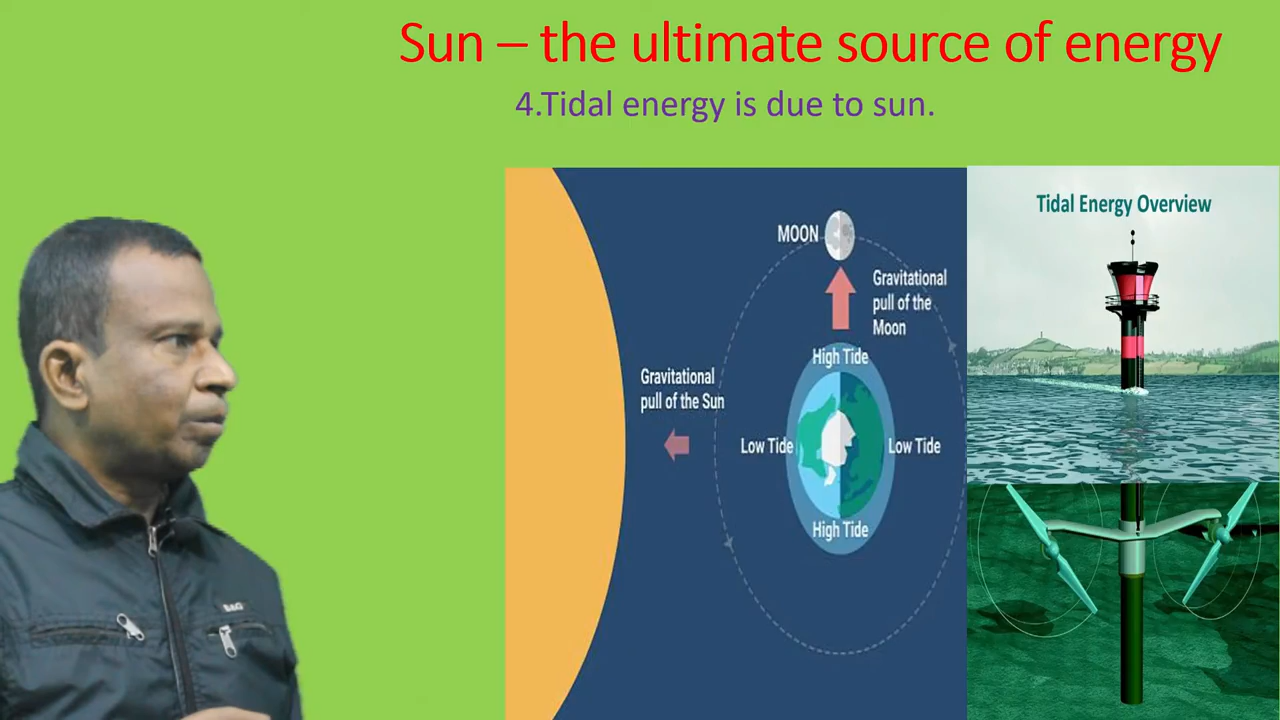 Sun – the ultimate source of energy
4.Tidal energy is due to sun.
MOON
Gravitational
pull of the
Moon
High Tide
Gravitational
pull of the Sun
Low Tide
Low Tide
High Tide
Tidal Energy Overview